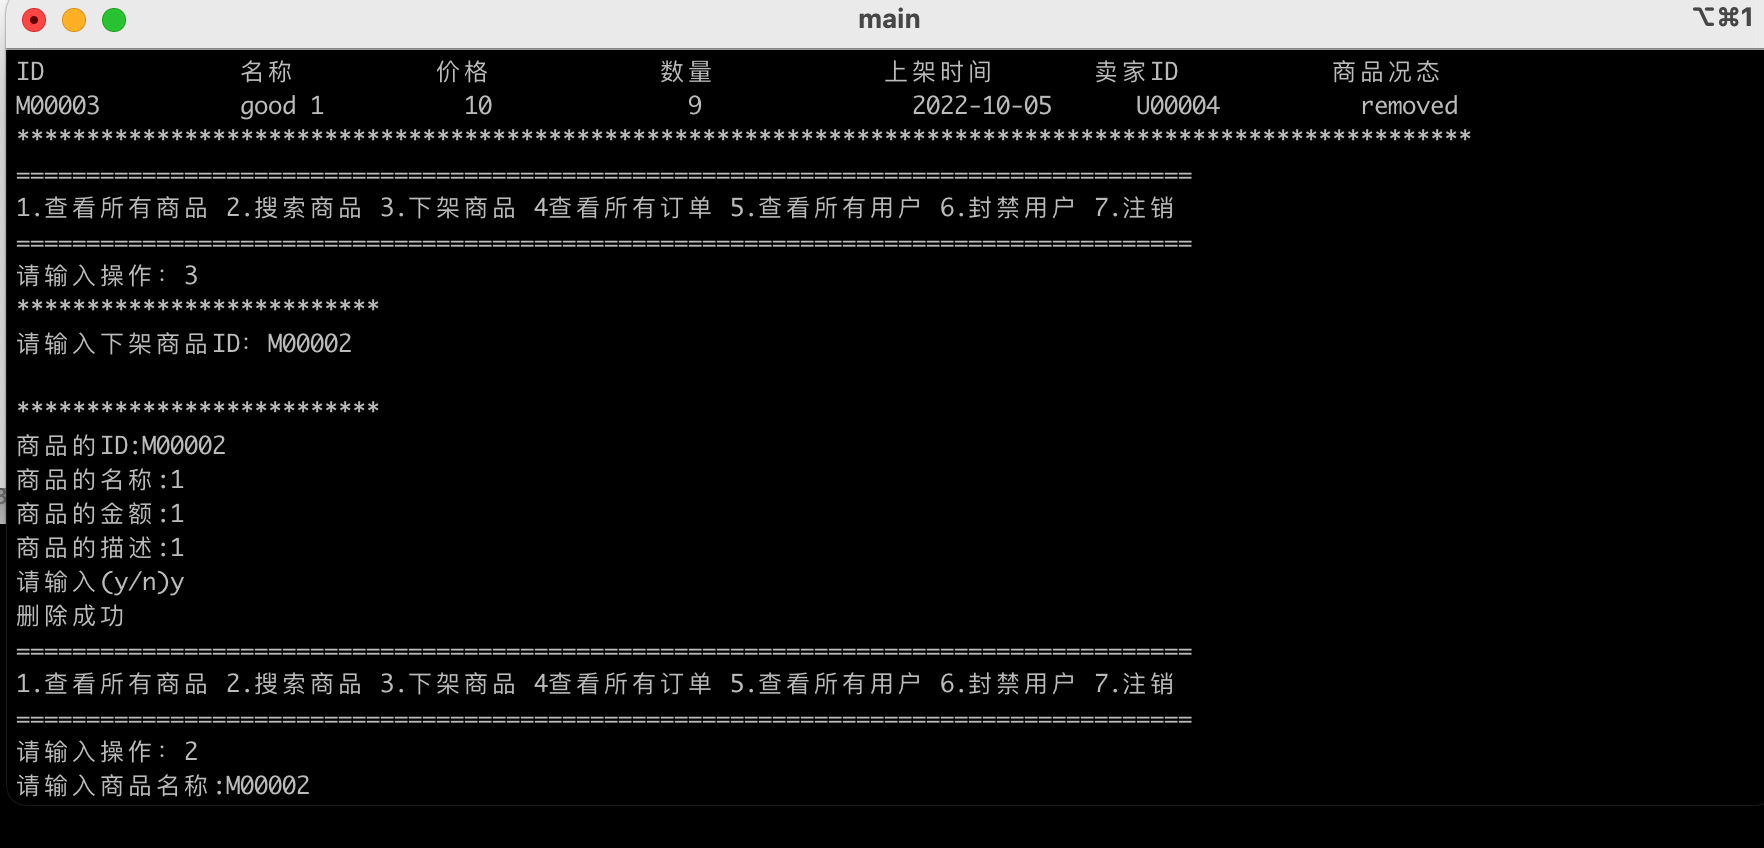 main
⌥⌘1
ID 名称 价格 数量 上架时间 卖家ID 商品况态
M00003 good 1 10 9 2022-10-05 U00004 removed
********************************************************************************************************
====================================================================================
1.查看所有商品 2.搜索商品 3.下架商品 4查看所有订单 5.查看所有用户 6.封禁用户 7.注销
====================================================================================
请输入操作: 3
**************************
请输入下架商品ID: M00002
**************************
商品的ID:M00002
商品的名称:1
商品的金额:1
商品的描述:1
请输入(y/n)y
删除成功
====================================================================================
1.查看所有商品 2.搜索商品 3.下架商品 4查看所有订单 5.查看所有用户 6.封禁用户 7.注销
====================================================================================
请输入操作: 2
请输入商品名称:M00002